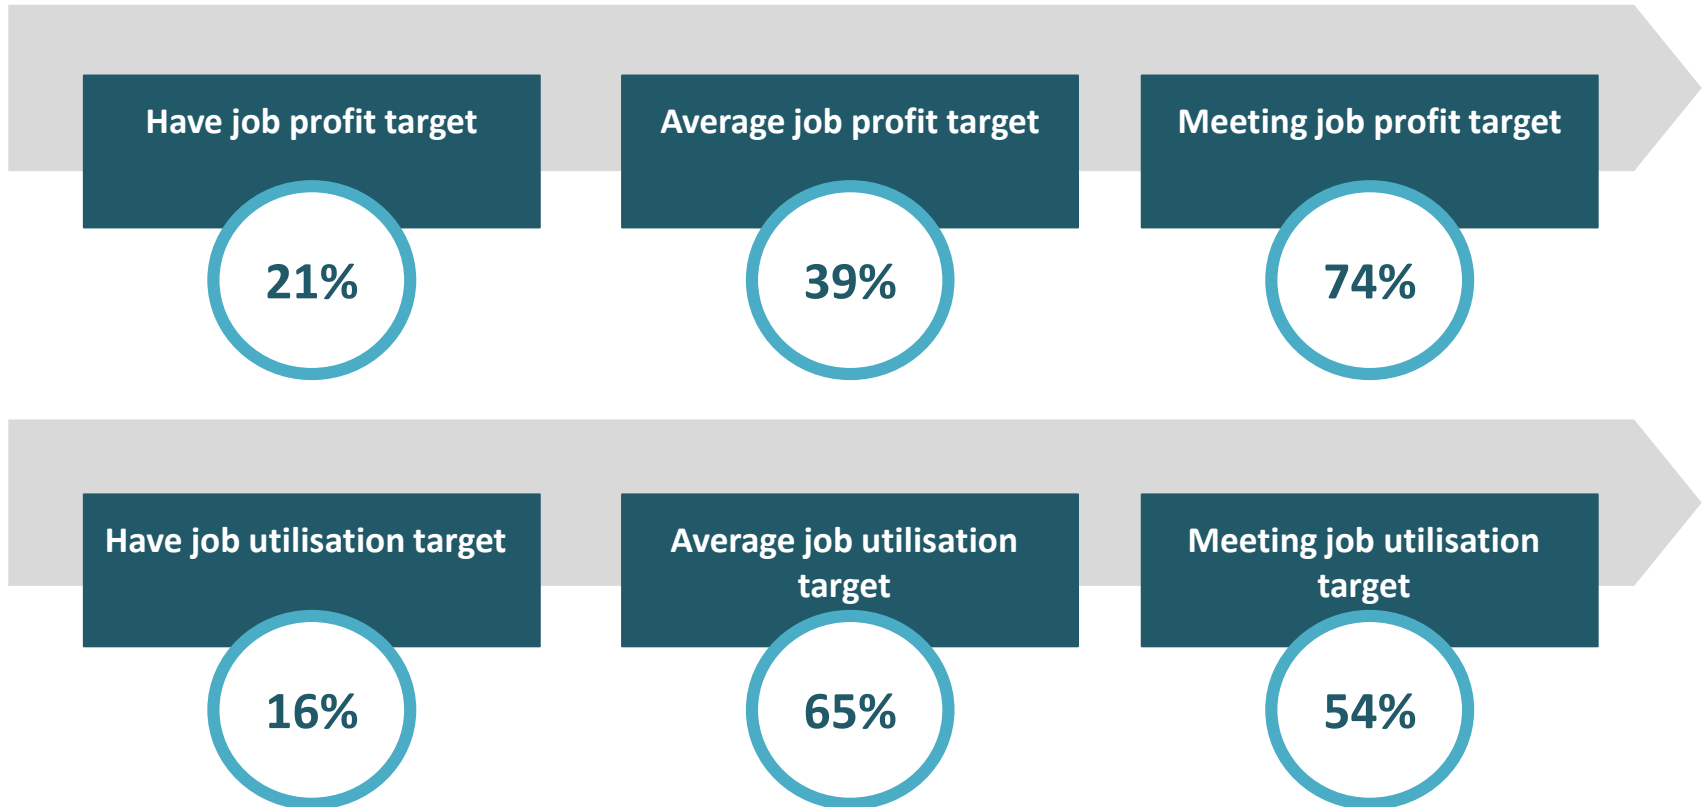 Have job profit target
Average job profit target
Meeting job profit target
21%
39%
74%
Have job utilisation target
Average job utilisation
target
Meeting job utilisation
target
16%
65%
54%